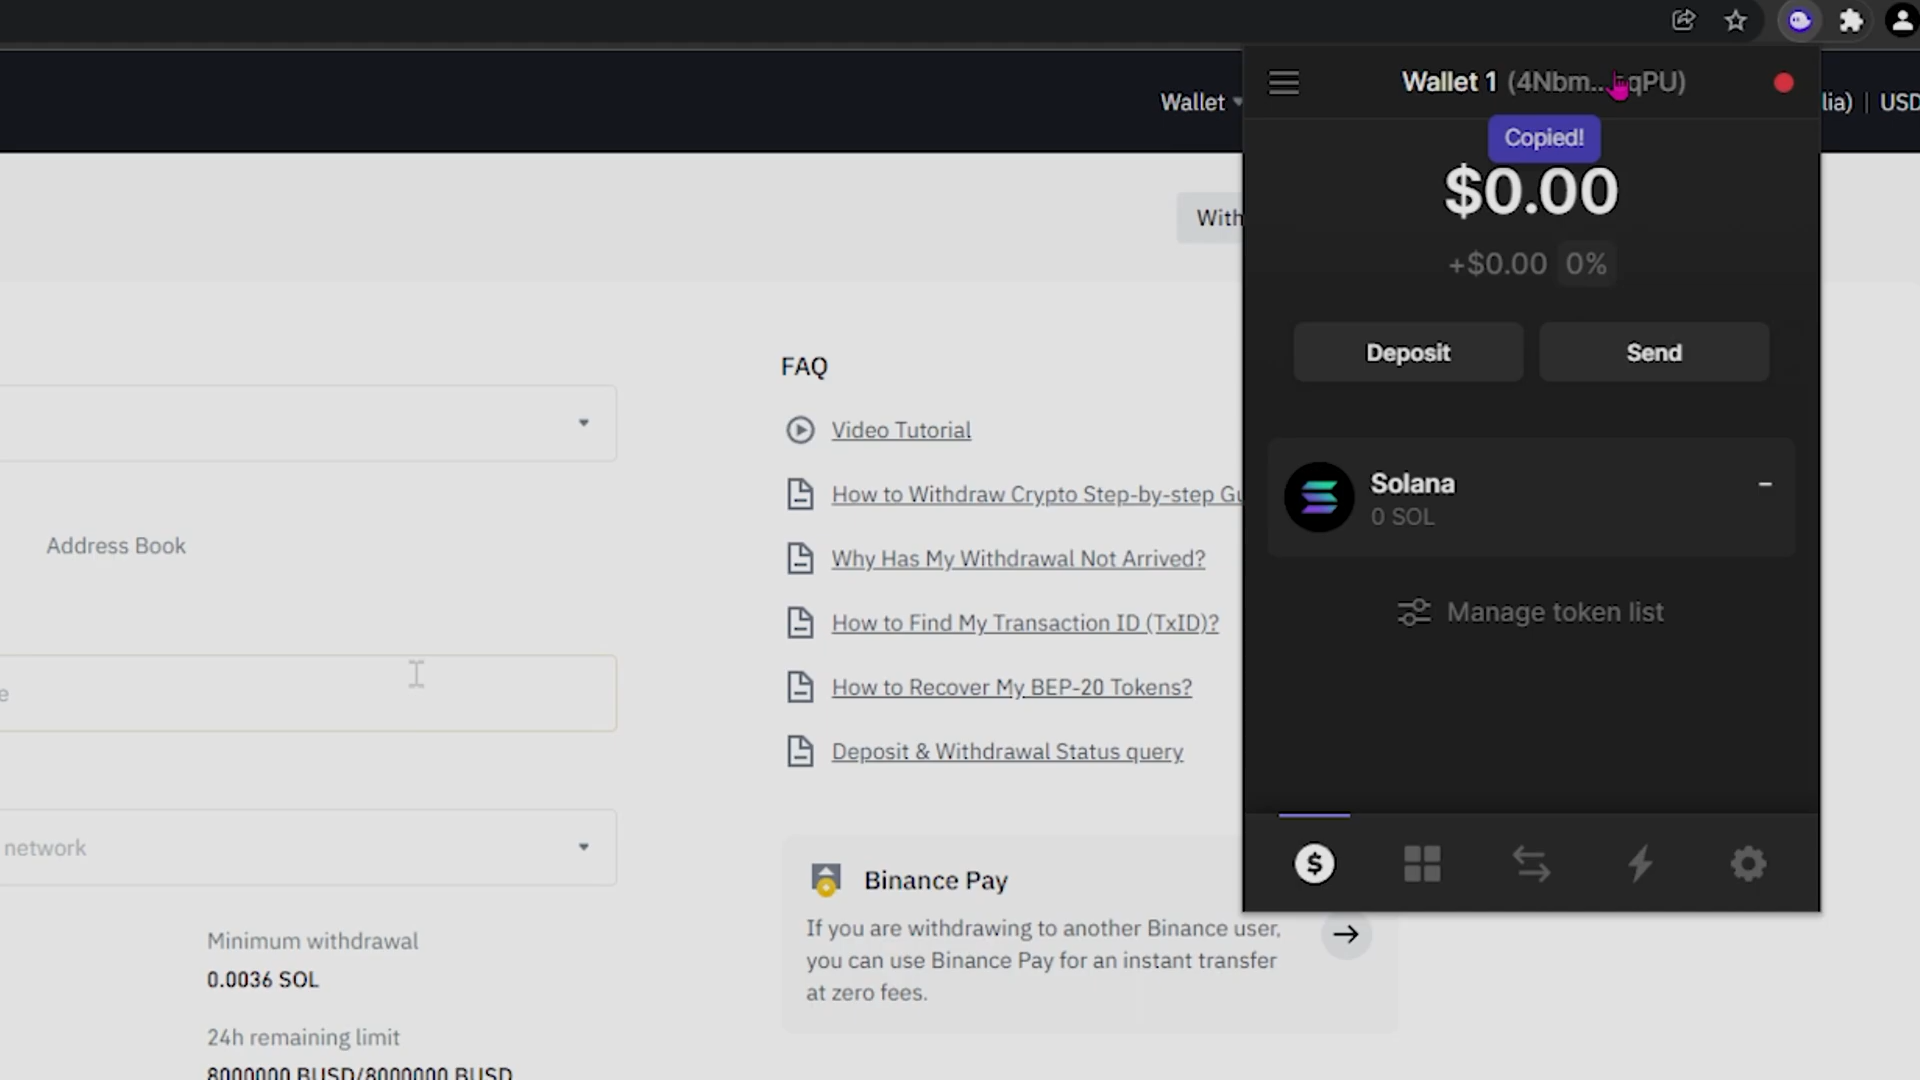 Wallet
lia) | USD
With
Address Book
e
network
Minimum withdrawal
0.0036 SOL
24h remaining limit
8000000 BUSD/8000000 BUSD
FAQ
Video Tutorial
How to Withdraw Crypto Step-by-step Gu
Why Has My Withdrawal Not Arrived?
How to Find My Transaction ID (TxID)?
How to Recover My BEP-20 Tokens?
Deposit & Withdrawal Status query
Binance Pay
If you are withdrawing to another Binance user,
you can use Binance Pay for an instant transfer
at zero fees.
Wallet 1 (4Nbm... qPU)
Copied!
$0.00
+$0.00 0%
Deposit Send
Solana –
0 SOL
Manage token list